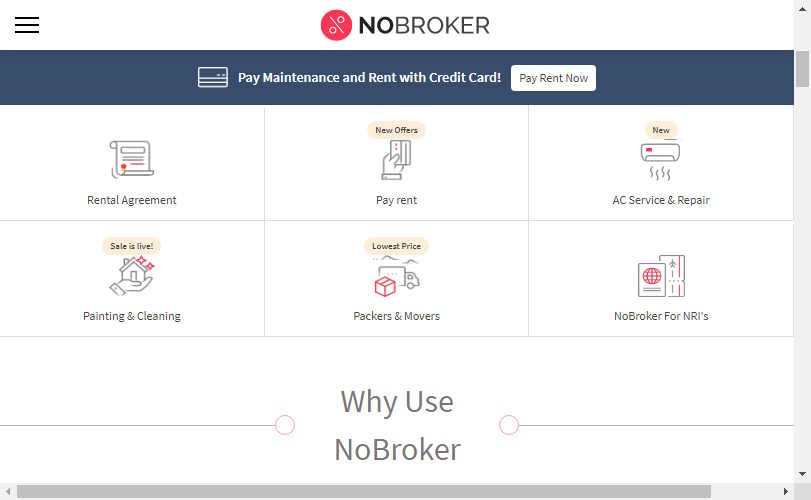 NOBROKER
Pay Maintenance and Rent with Credit Card!
Pay Rent Now
Rental Agreement
New Offers
Pay rent
New
AC Service & Repair
Sale is live!
Painting & Cleaning
Lowest Price
Packers & Movers
NoBroker For NRI's
Why Use
NoBroker